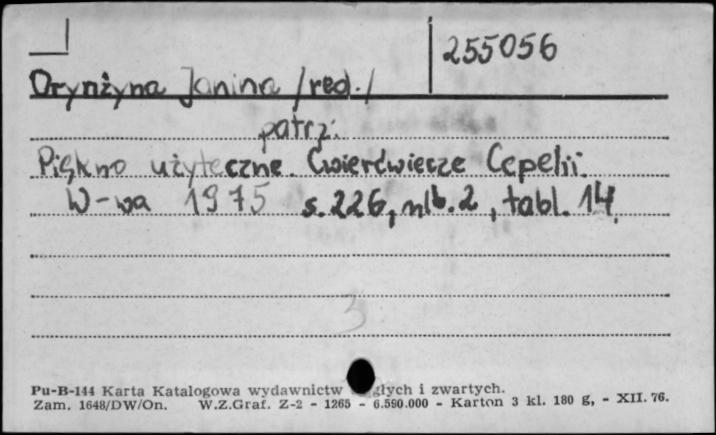 255056
Orynżyna Janina /red./
patrz:
Piękno użyteczne. Ćwierćwiecze Cepelii.
W-wa 1975 s. 226, nlb. 2, tabl. 14.
3
Pu-B-144 Karta Katalogowa wydawnictw głych i zwartych.
Zam. 1648/DW/On. W.Z.Graf. Z-2 - 1265 - 6.590.000 - Karton 3 kl. 180 g, - XII. 76.